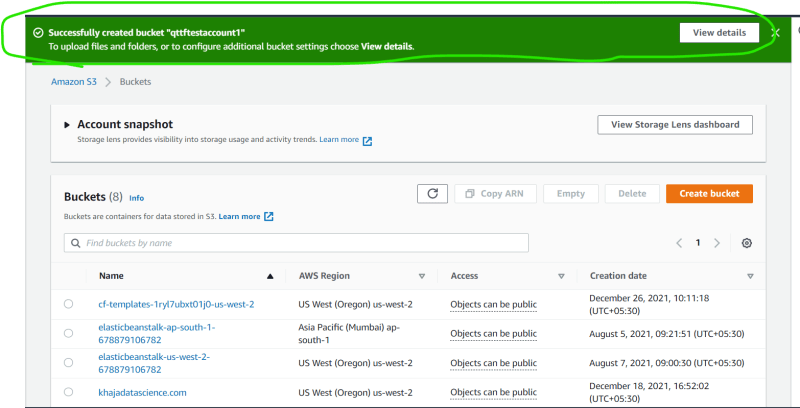 Successfully created bucket "qttftestaccount1"
To upload files and folders, or to configure additional bucket settings choose View details.
View details
Amazon S3 > Buckets
Account snapshot
Storage lens provides visibility into storage usage and activity trends. Learn more
View Storage Lens dashboard
Buckets (8) Info
Copy ARN
Empty
Delete
Create bucket
Buckets are containers for data stored in S3. Learn more
Find buckets by name
1
Name AWS Region Access Creation date
cf-templates-1ryl7ubxt01j0-us-west-2 US West (Oregon) us-west-2 Objects can be public December 26, 2021, 10:11:18
(UTC+05:30)
elasticbeanstalk-ap-south-1- Asia Pacific (Mumbai) ap-
678879106782 south-1 Objects can be public August 5, 2021, 09:21:51 (UTC+05:30)
elasticbeanstalk-us-west-2-
678879106782 US West (Oregon) us-west-2 Objects can be public August 7, 2021, 09:00:30 (UTC+05:30)
khajadatascience.com US West (Oregon) us-west-2 Objects can be public December 18, 2021, 16:52:02
(UTC+05:30)